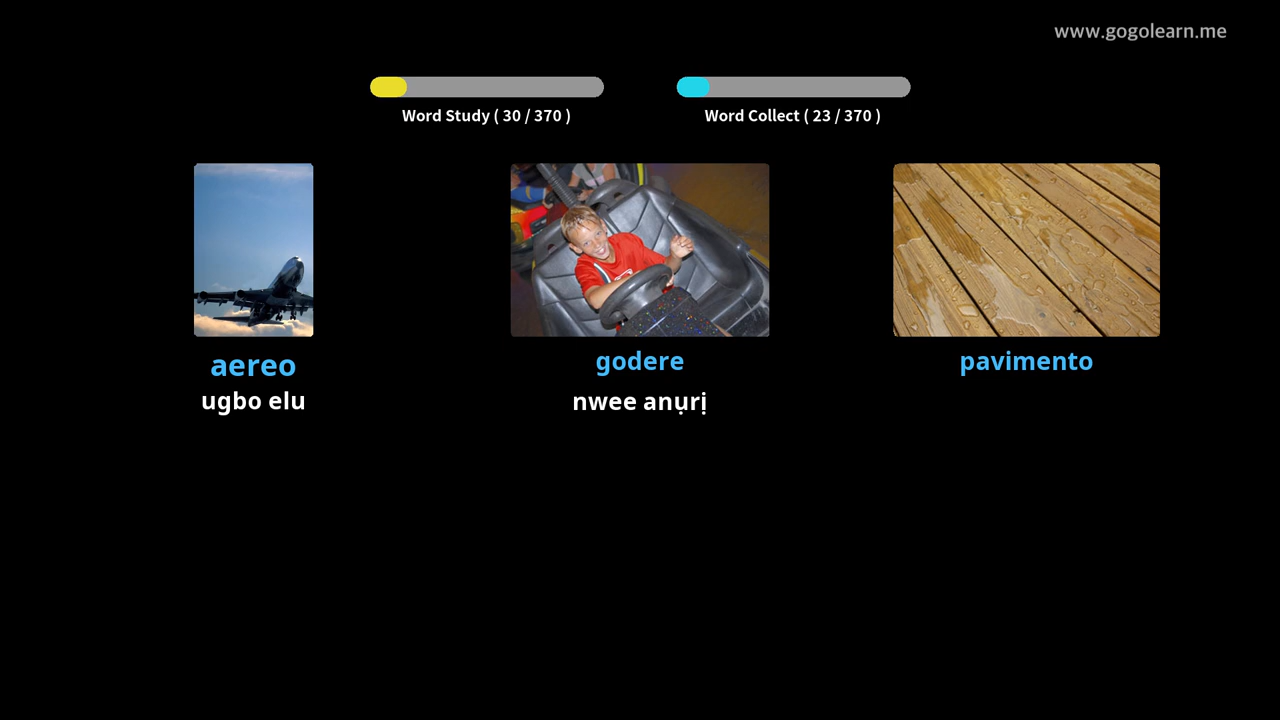 www.gogolearn.me
Word Study ( 30 / 370 )
Word Collect ( 23 / 370 )
aereo
ugbo elu
godere
nwee anụrị
pavimento